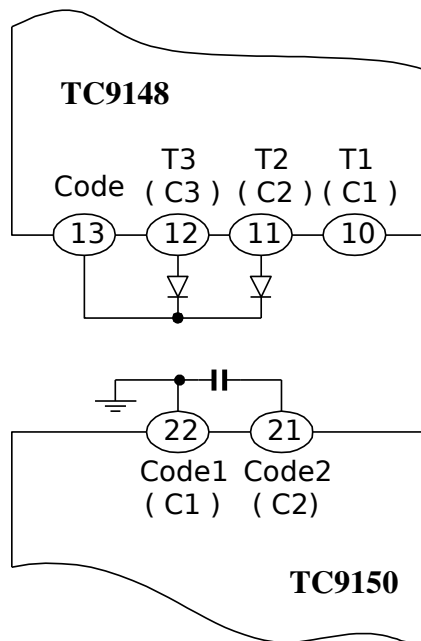 TC9148
T3 T2 T1
Code ( C3 ) ( C2 ) ( C1 )
13 12 11 10
22 21
Code1 Code2
( C1 ) ( C2)
TC9150